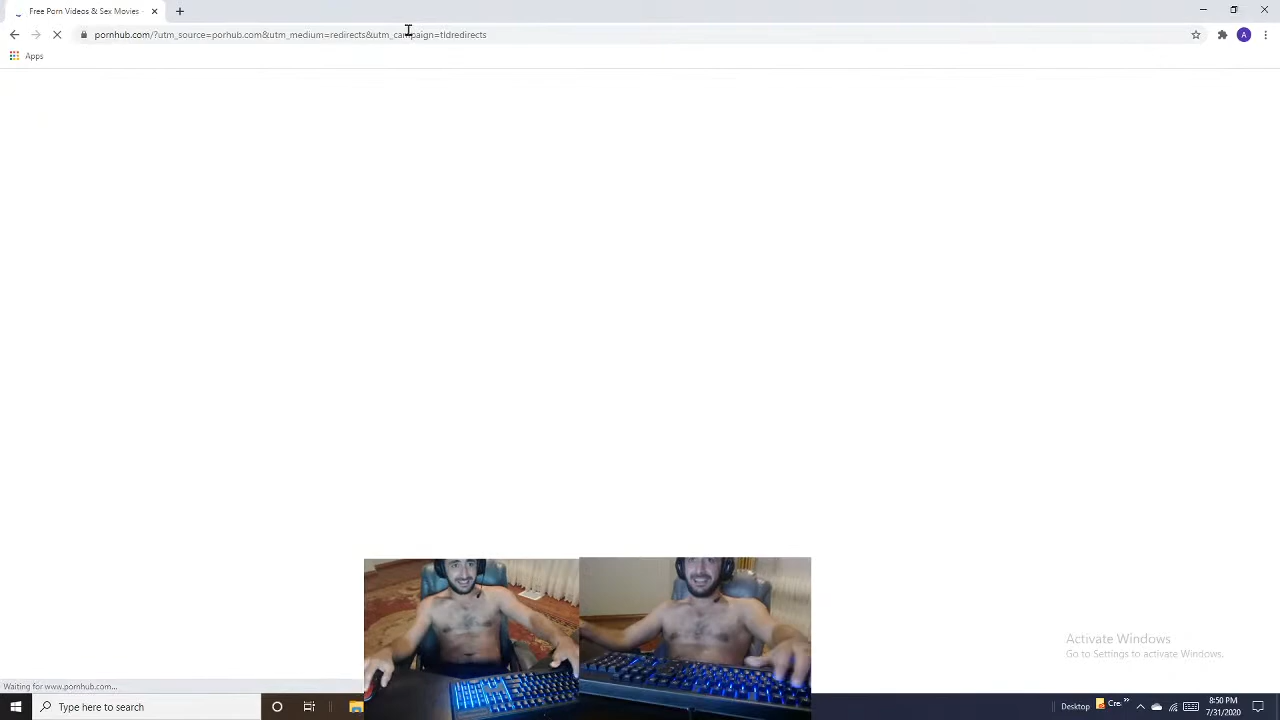 Free Porn Videos & Sex Movies -
pornhub.com/?utm_source=porhub.com&utm_medium=redirects&utm_campaign=tldredirects
A
Apps
Activate Windows
Go to Settings to activate Windows.
Waiting for www.pornhub.com...
Type here to search
Desktop
8:50 PM
7/31/2020